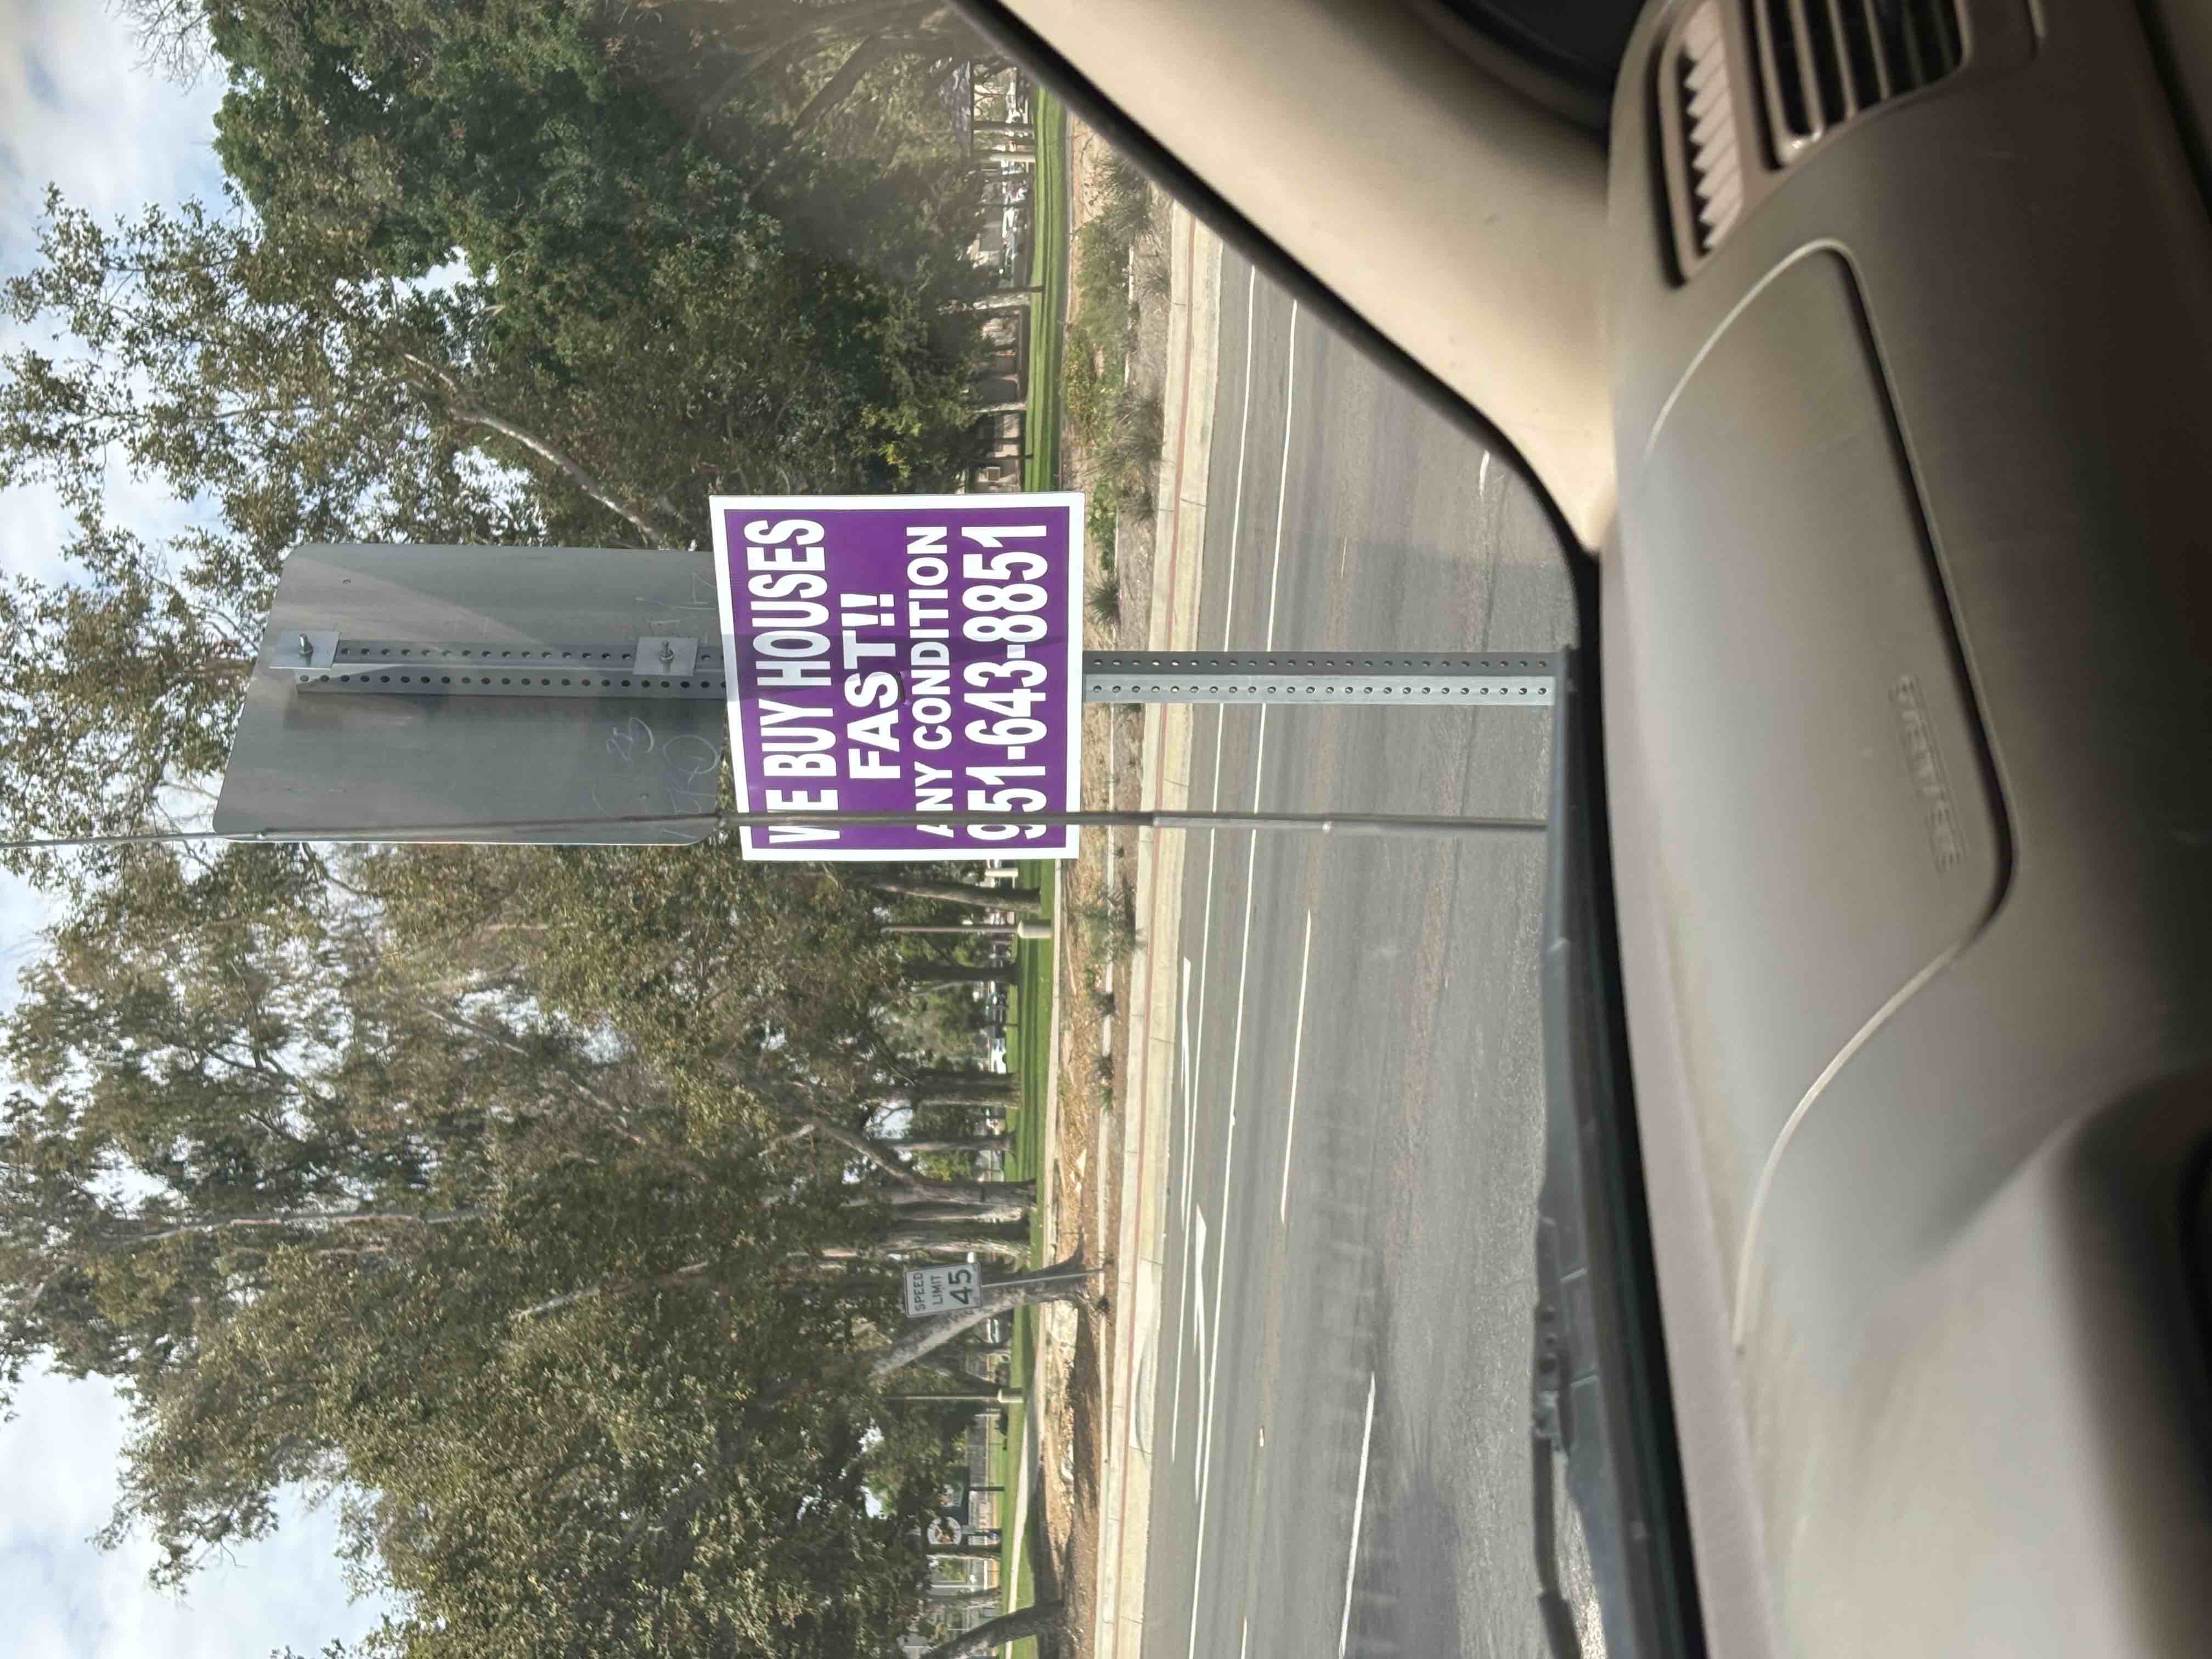 WE BUY HOUSES
FAST!!
ANY CONDITION
951-643-8851
SPEED
LIMIT
45